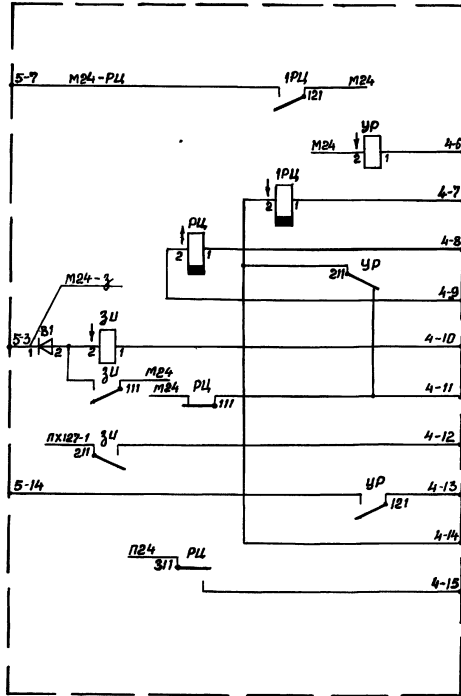 5-7 М24-РЦ 1РЦ М24
121
УР
М24 2 1 4-6
1РЦ
2 1 4-7
РЦ
2 1 4-8
УР
211
4-9
М24-З
ЗИ
5-3 1 В1 2 2 1 4-10
ЗИ М24
111
М24 РЦ 4-11
111
ПХ127-1 ЗИ 4-12
211
5-14 УР 4-13
121
4-14
П24 РЦ
311
4-15